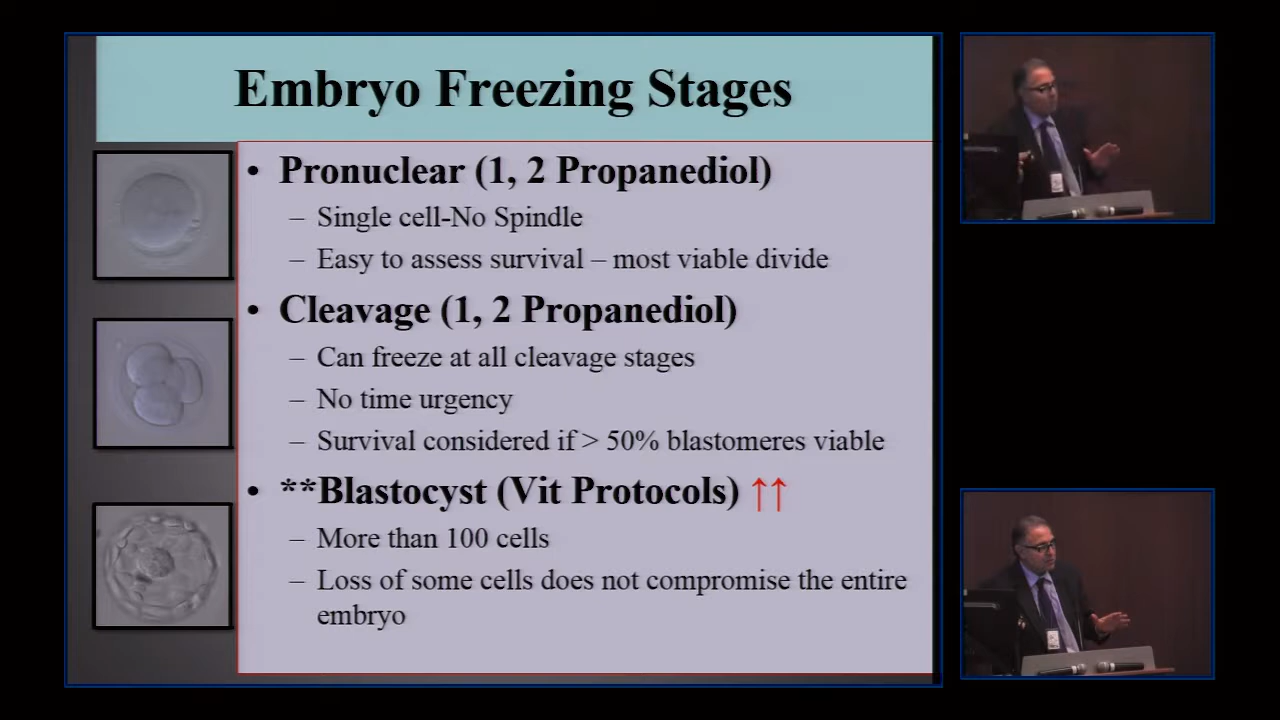 Embryo Freezing Stages
• Pronuclear (1, 2 Propanediol)
– Single cell-No Spindle
– Easy to assess survival – most viable divide
• Cleavage (1, 2 Propanediol)
– Can freeze at all cleavage stages
– No time urgency
– Survival considered if > 50% blastomeres viable
• **Blastocyst (Vit Protocols) ↑↑
– More than 100 cells
– Loss of some cells does not compromise the entire
embryo